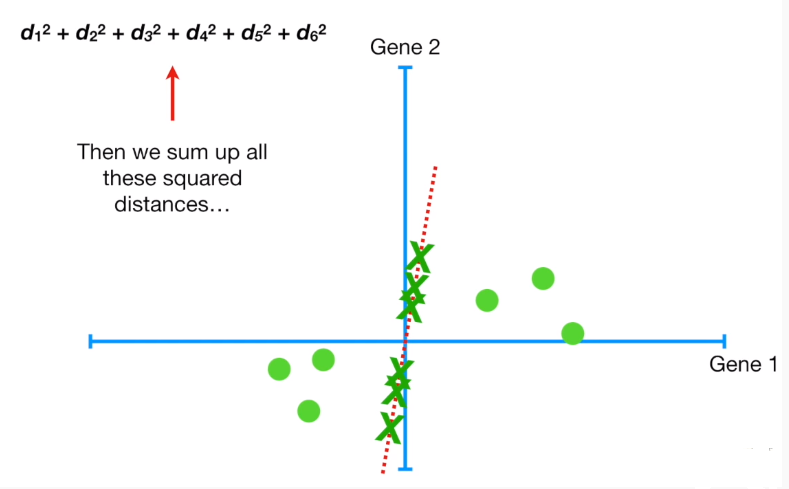 d₁² + d₂² + d₃² + d₄² + d₅² + d₆²
Gene 2
Then we sum up all
these squared
distances…
Gene 1